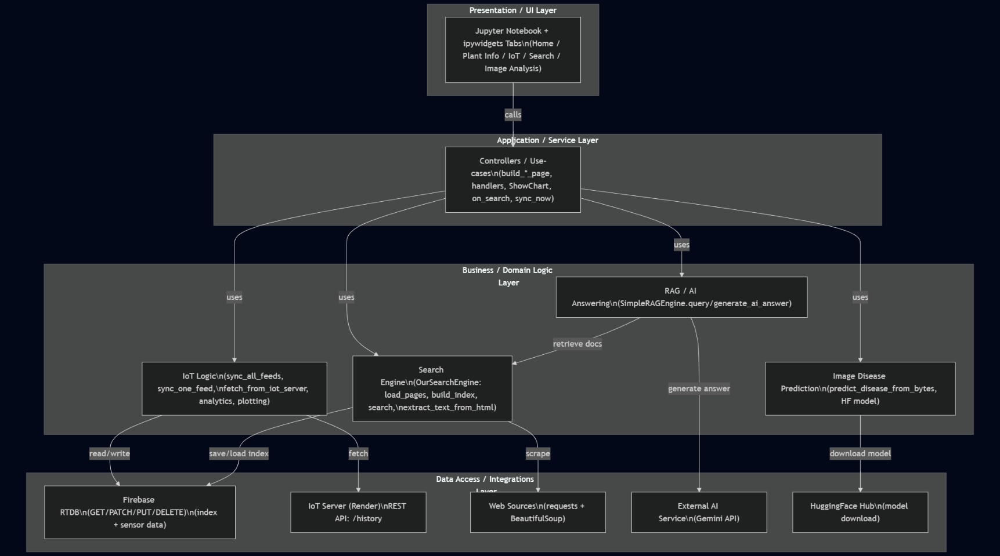 Presentation / UI Layer
Jupyter Notebook +
ipywidgets Tabs\n(Home /
Plant Info / IoT / Search /
Image Analysis)
calls
Application / Service Layer
Controllers / Use-
cases\n(build_*_page,
handlers, ShowChart,
on_search, sync_now)
uses
Business / Domain Logic
Layer
RAG / AI
Answering\n(SimpleRAGEngine.query/generate_ai_answer)
uses
uses
uses
retrieve docs
IoT Logic\n(sync_all_feeds,
sync_one_feed,\nfetch_from_iot_server,
analytics, plotting)
Search
Engine\n(OurSearchEngine:
load_pages, build_index,
search,\nextract_text_from_html)
generate answer
Image Disease
Prediction\n(predict_disease_from_bytes,
HF model)
read/write
save/load index
fetch
scrape
download model
Data Access / Integrations
Layer
Firebase
RTDB\n(GET/PATCH/PUT/DELETE)\n(index
+ sensor data)
IoT Server (Render)\nREST
API: /history
Web Sources\n(requests +
BeautifulSoup)
External AI
Service\n(Gemini API)
HuggingFace Hub\n(model
download)